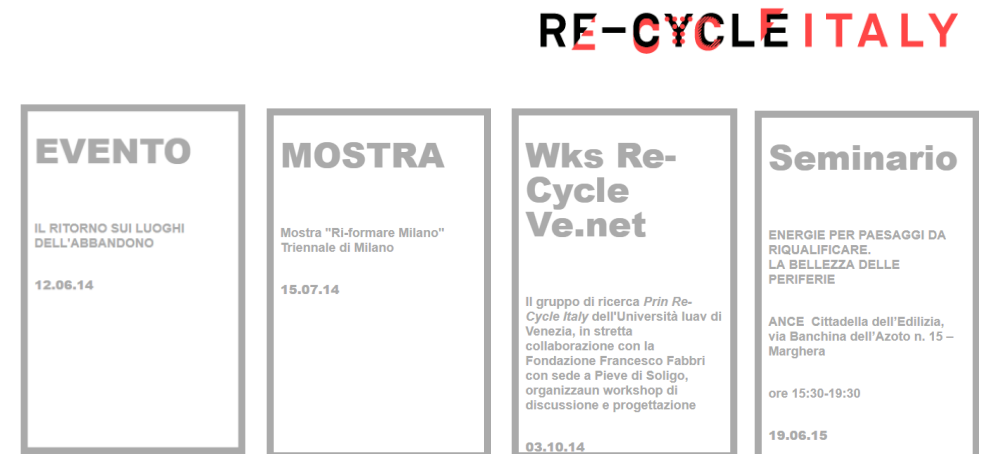 RE-CYCLE ITALY
EVENTO
IL RITORNO SUI LUOGHI
DELL'ABBANDONO
12.06.14
MOSTRA
Mostra "Ri-formare Milano"
Triennale di Milano
15.07.14
Wks Re-
Cycle
Ve.net
Il gruppo di ricerca Prin Re-
Cycle Italy dell'Università Iuav di
Venezia, in stretta
collaborazione con la
Fondazione Francesco Fabbri
con sede a Pieve di Soligo,
organizzaun workshop di
discussione e progettazione
03.10.14
Seminario
ENERGIE PER PAESAGGI DA
RIQUALIFICARE.
LA BELLEZZA DELLE
PERIFERIE
ANCE  Cittadella dell'Edilizia,
via Banchina dell'Azoto n. 15 –
Marghera
ore 15:30-19:30
19.06.15